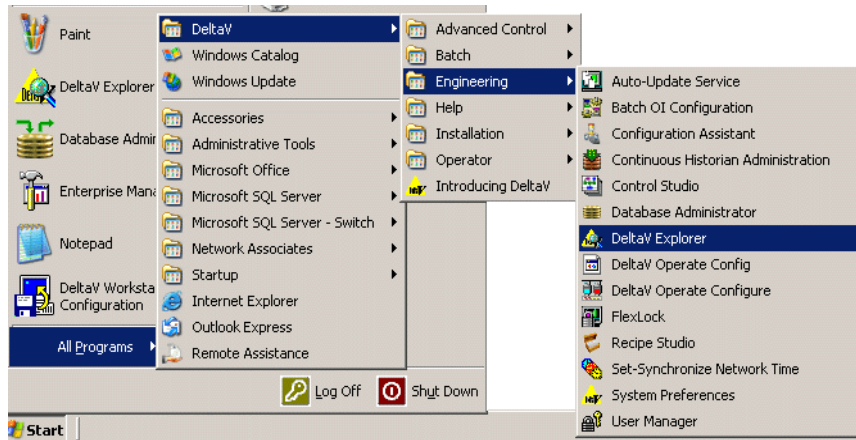 Paint
DeltaV Explorer
Database Admir
Enterprise Mana
Notepad
DeltaV Worksta
Configuration
All Programs
Log Off
Shut Down
Start
DeltaV
Windows Catalog
Windows Update
Accessories
Administrative Tools
Microsoft Office
Microsoft SQL Server
Microsoft SQL Server - Switch
Network Associates
Startup
Internet Explorer
Outlook Express
Remote Assistance
Advanced Control
Batch
Engineering
Help
Installation
Operator
Introducing DeltaV
Auto-Update Service
Batch OI Configuration
Configuration Assistant
Continuous Historian Administration
Control Studio
Database Administrator
DeltaV Explorer
DeltaV Operate Config
DeltaV Operate Configure
FlexLock
Recipe Studio
Set-Synchronize Network Time
System Preferences
User Manager